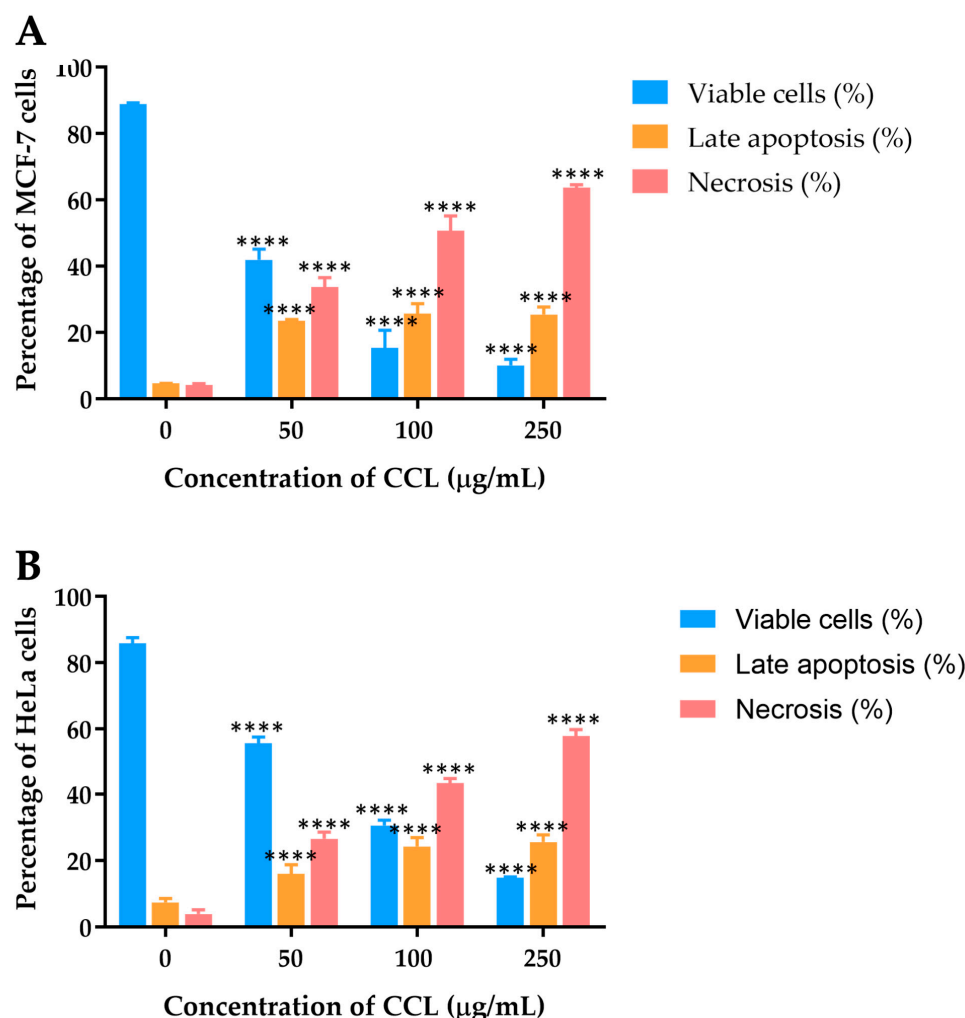 A
Percentage of MCF-7 cells
100
80
60
40
20
0
****
****
****
****
****
****
****
****
****
0 50 100 250
Concentration of CCL (μg/mL)
Viable cells (%)
Late apoptosis (%)
Necrosis (%)
B
Percentage of HeLa cells
100
80
60
40
20
0
****
****
****
****
****
****
****
****
****
0 50 100 250
Concentration of CCL (μg/mL)
Viable cells (%)
Late apoptosis (%)
Necrosis (%)